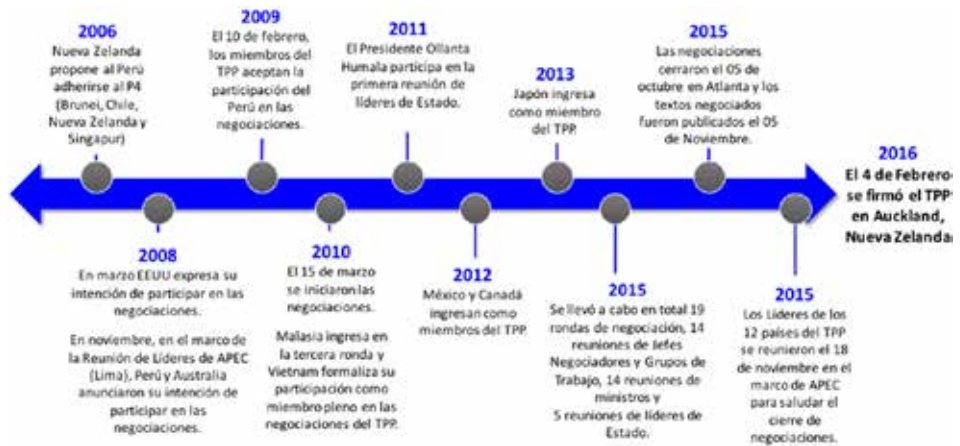 2006
Nueva Zelanda
propone al Perú
adherirse al P4
(Brunei, Chile,
Nueva Zelanda y
Singapur)
2008
En marzo EEUU expresa su
intención de participar en las
negociaciones.
En noviembre, en el marco de
la Reunión de Líderes de APEC
(Lima), Perú y Australia
anunciaron su intención de
participar en las
negociaciones.
2009
El 10 de febrero,
los miembros del
TPP aceptan la
participación del
Perú en las
negociaciones.
2010
El 15 de marzo
se iniciaron las
negociaciones.
Malasia ingresa en
la tercera ronda y
Vietnam formaliza su
participación como
miembro pleno en las
negociaciones del TPP.
2011
El Presidente Ollanta
Humala participa en la
primera reunión de
líderes de Estado.
2012
México y Canadá
ingresan como
miembros del TPP.
2013
Japón ingresa
como miembro
del TPP.
2015
Se llevó a cabo en total 19
rondas de negociación, 14
reuniones de Jefes
Negociadores y Grupos de
Trabajo, 14 reuniones de
ministros y
5 reuniones de líderes de
Estado.
2015
Las negociaciones
cerraron el 05 de
octubre en Atlanta y los
textos negociados
fueron publicados el 05
de Noviembre.
2015
Los Líderes de los
12 países del TPP
se reunieron el 18
de noviembre en el
marco de APEC
para saludar el
cierre de
negociaciones.
2016
El 4 de Febrero
se firmó el TPP
en Auckland,
Nueva Zelanda